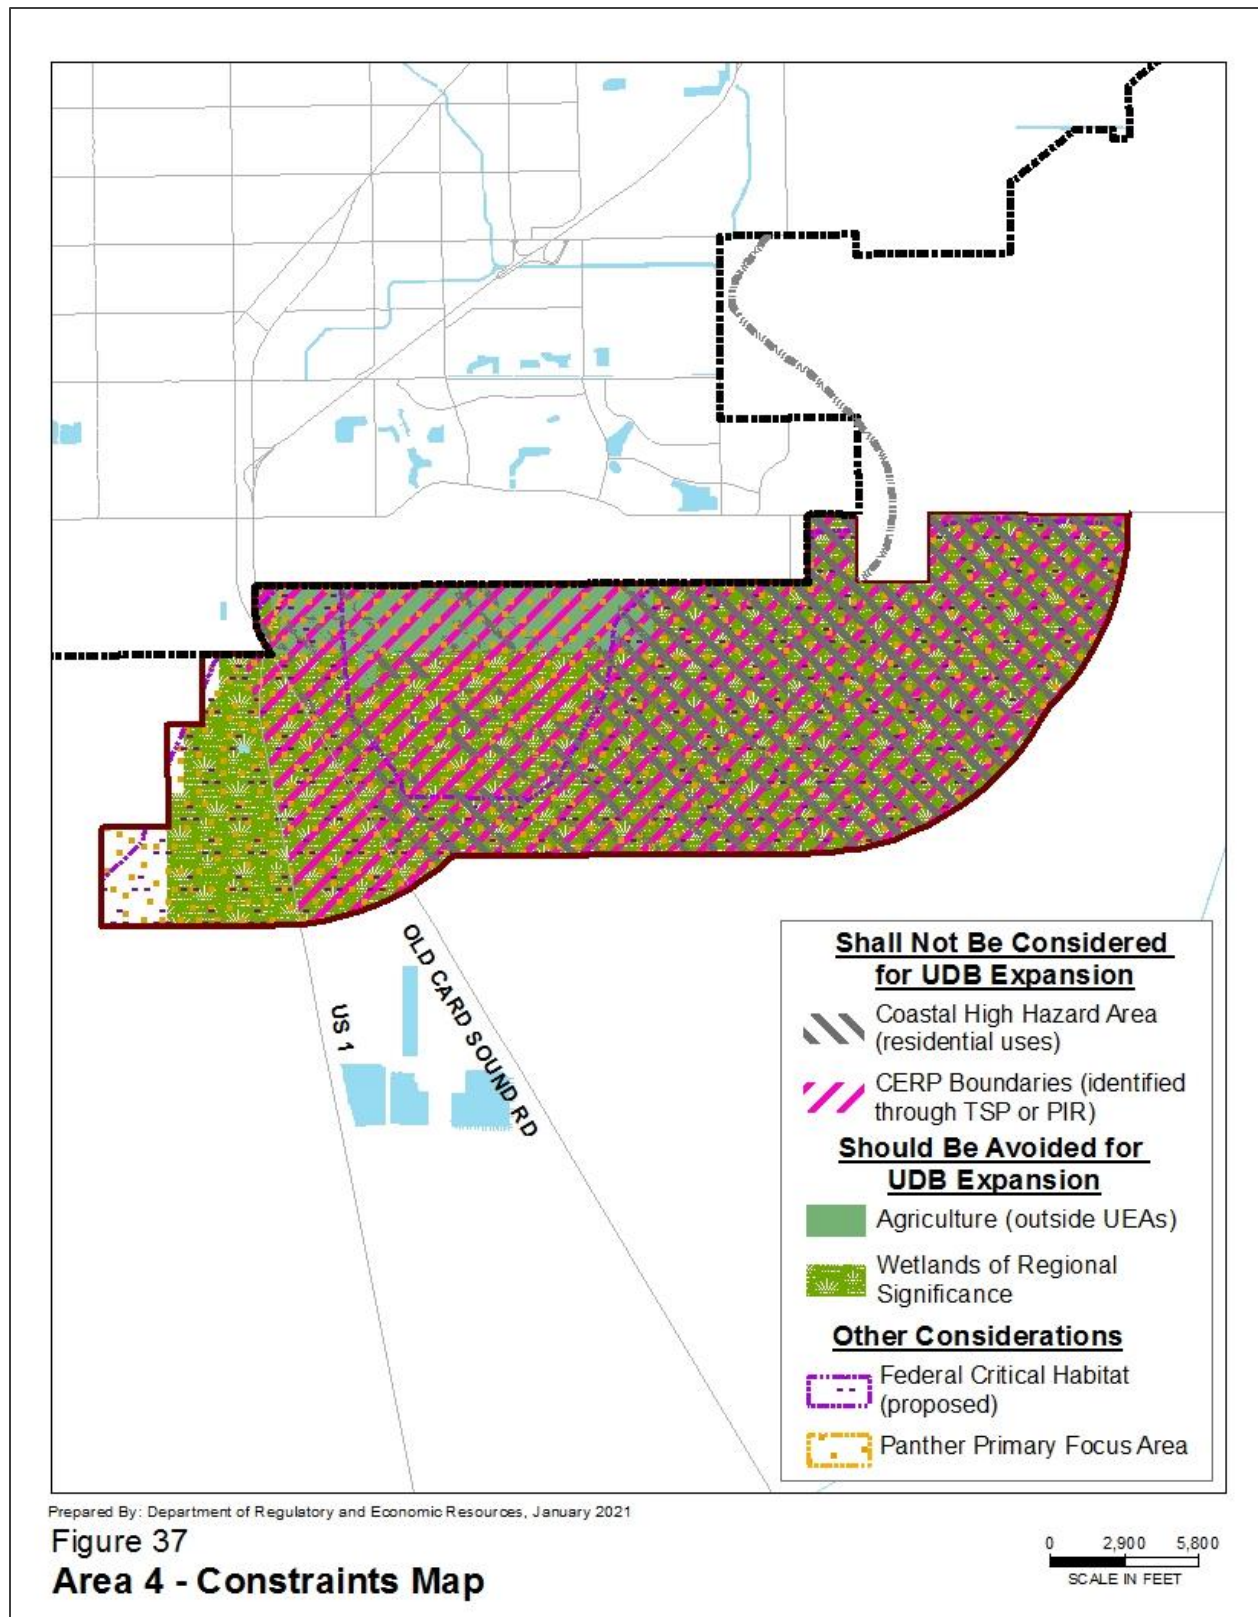 US 1
OLD CARD SOUND RD
Shall Not Be Considered
for UDB Expansion
Coastal High Hazard Area
(residential uses)
CERP Boundaries (identified
through TSP or PIR)
Should Be Avoided for
UDB Expansion
Agriculture (outside UEAs)
Wetlands of Regional
Significance
Other Considerations
Federal Critical Habitat
(proposed)
Panther Primary Focus Area
Prepared By: Department of Regulatory and Economic Resources, January 2021
Figure 37
Area 4 - Constraints Map
0 2,900 5,800
SCALE IN FEET